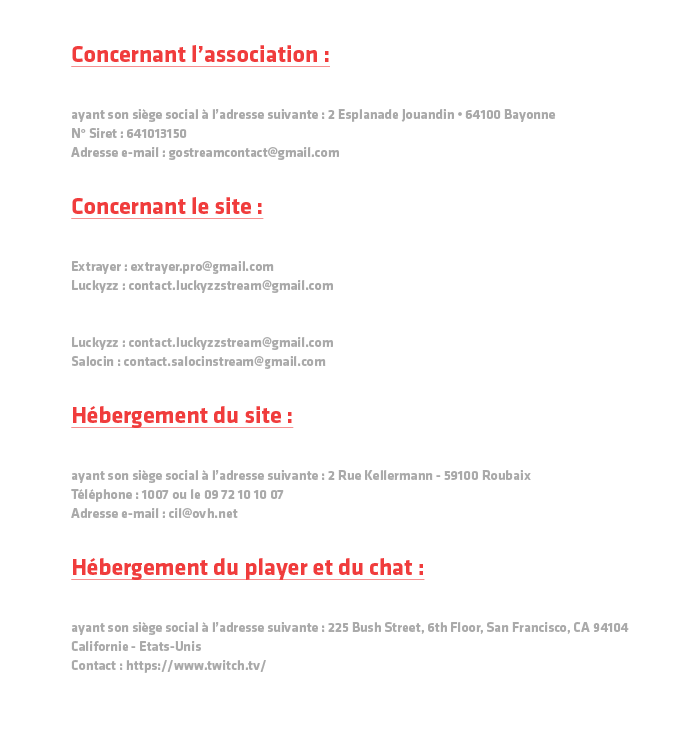 Concernant l’association :
ayant son siège social à l’adresse suivante : 2 Esplanade Jouandin • 64100 Bayonne
N° Siret : 641013150
Adresse e-mail : gostreamcontact@gmail.com
Concernant le site :
Extrayer : extrayer.pro@gmail.com
Luckyzz : contact.luckyzzstream@gmail.com
Luckyzz : contact.luckyzzstream@gmail.com
Salocin : contact.salocinstream@gmail.com
Hébergement du site :
ayant son siège social à l’adresse suivante : 2 Rue Kellermann - 59100 Roubaix
Téléphone : 1007 ou le 09 72 10 10 07
Adresse e-mail : cil@ovh.net
Hébergement du player et du chat :
ayant son siège social à l’adresse suivante : 225 Bush Street, 6th Floor, San Francisco, CA 94104
Californie - Etats-Unis
Contact : https://www.twitch.tv/